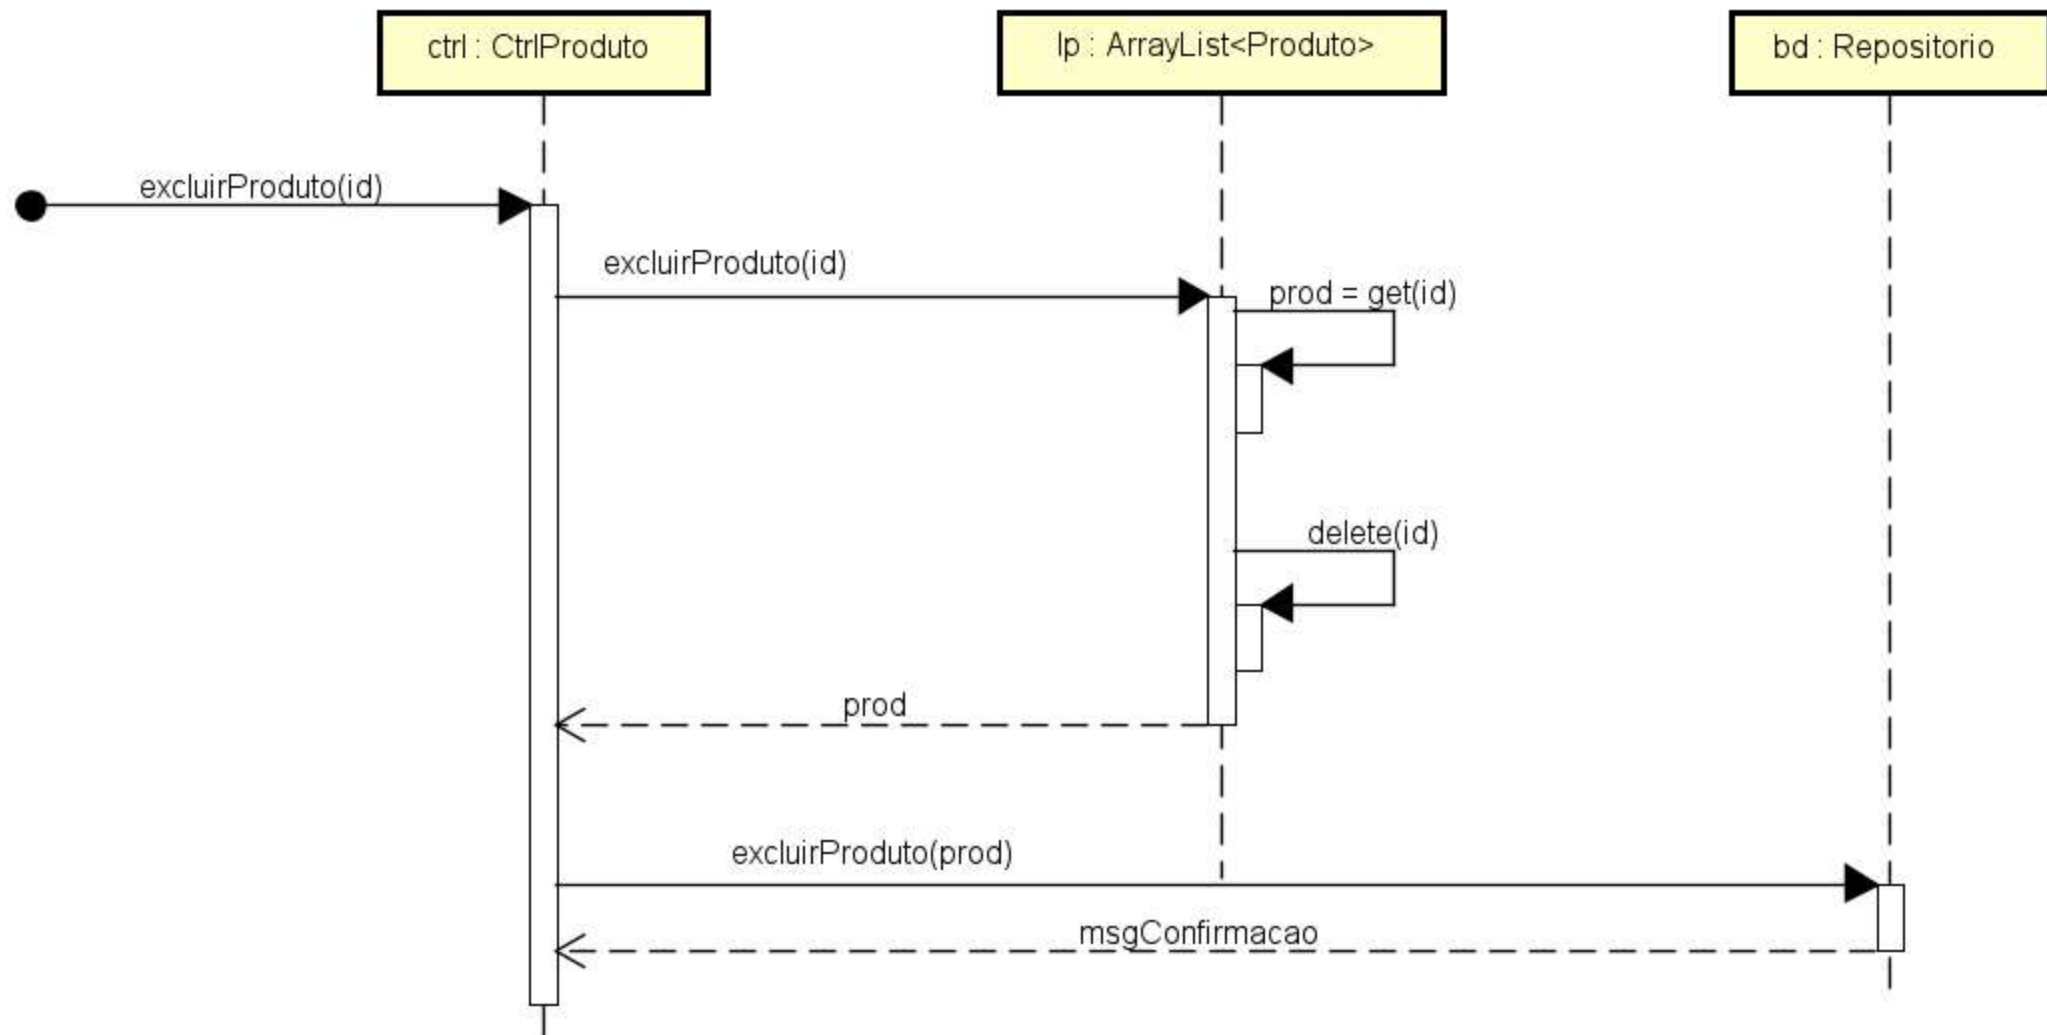 ctrl : CtrlProduto
lp : ArrayList<Produto>
bd : Repositorio
excluirProduto(id)
excluirProduto(id)
prod = get(id)
delete(id)
prod
excluirProduto(prod)
msgConfirmacao